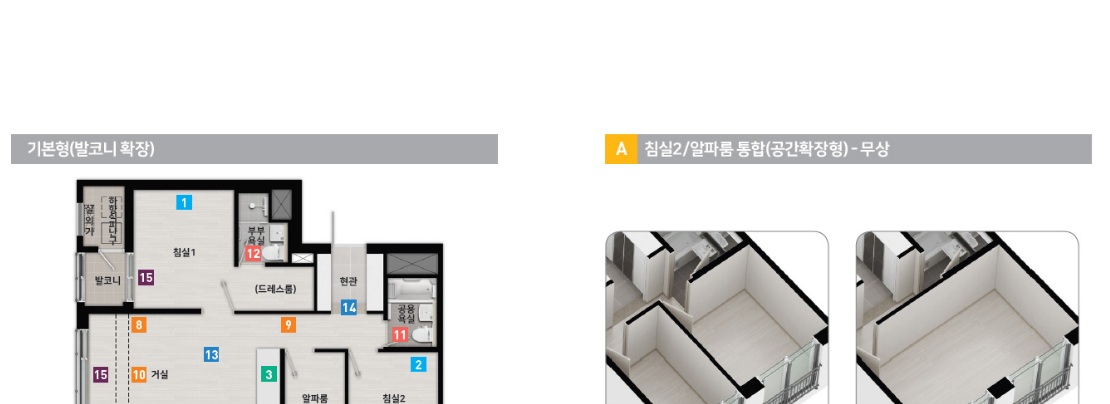 기본형(발코니 확장)
A 침실2/알파룸 통합(공간확장형) - 무상
실외기
하향식피난구
1
부부
욕실
12
침실1
발코니
15
(드레스룸)
현관
14
공용
욕실
11
8
9
13
2
15
10 거실
3
알파룸
침실2